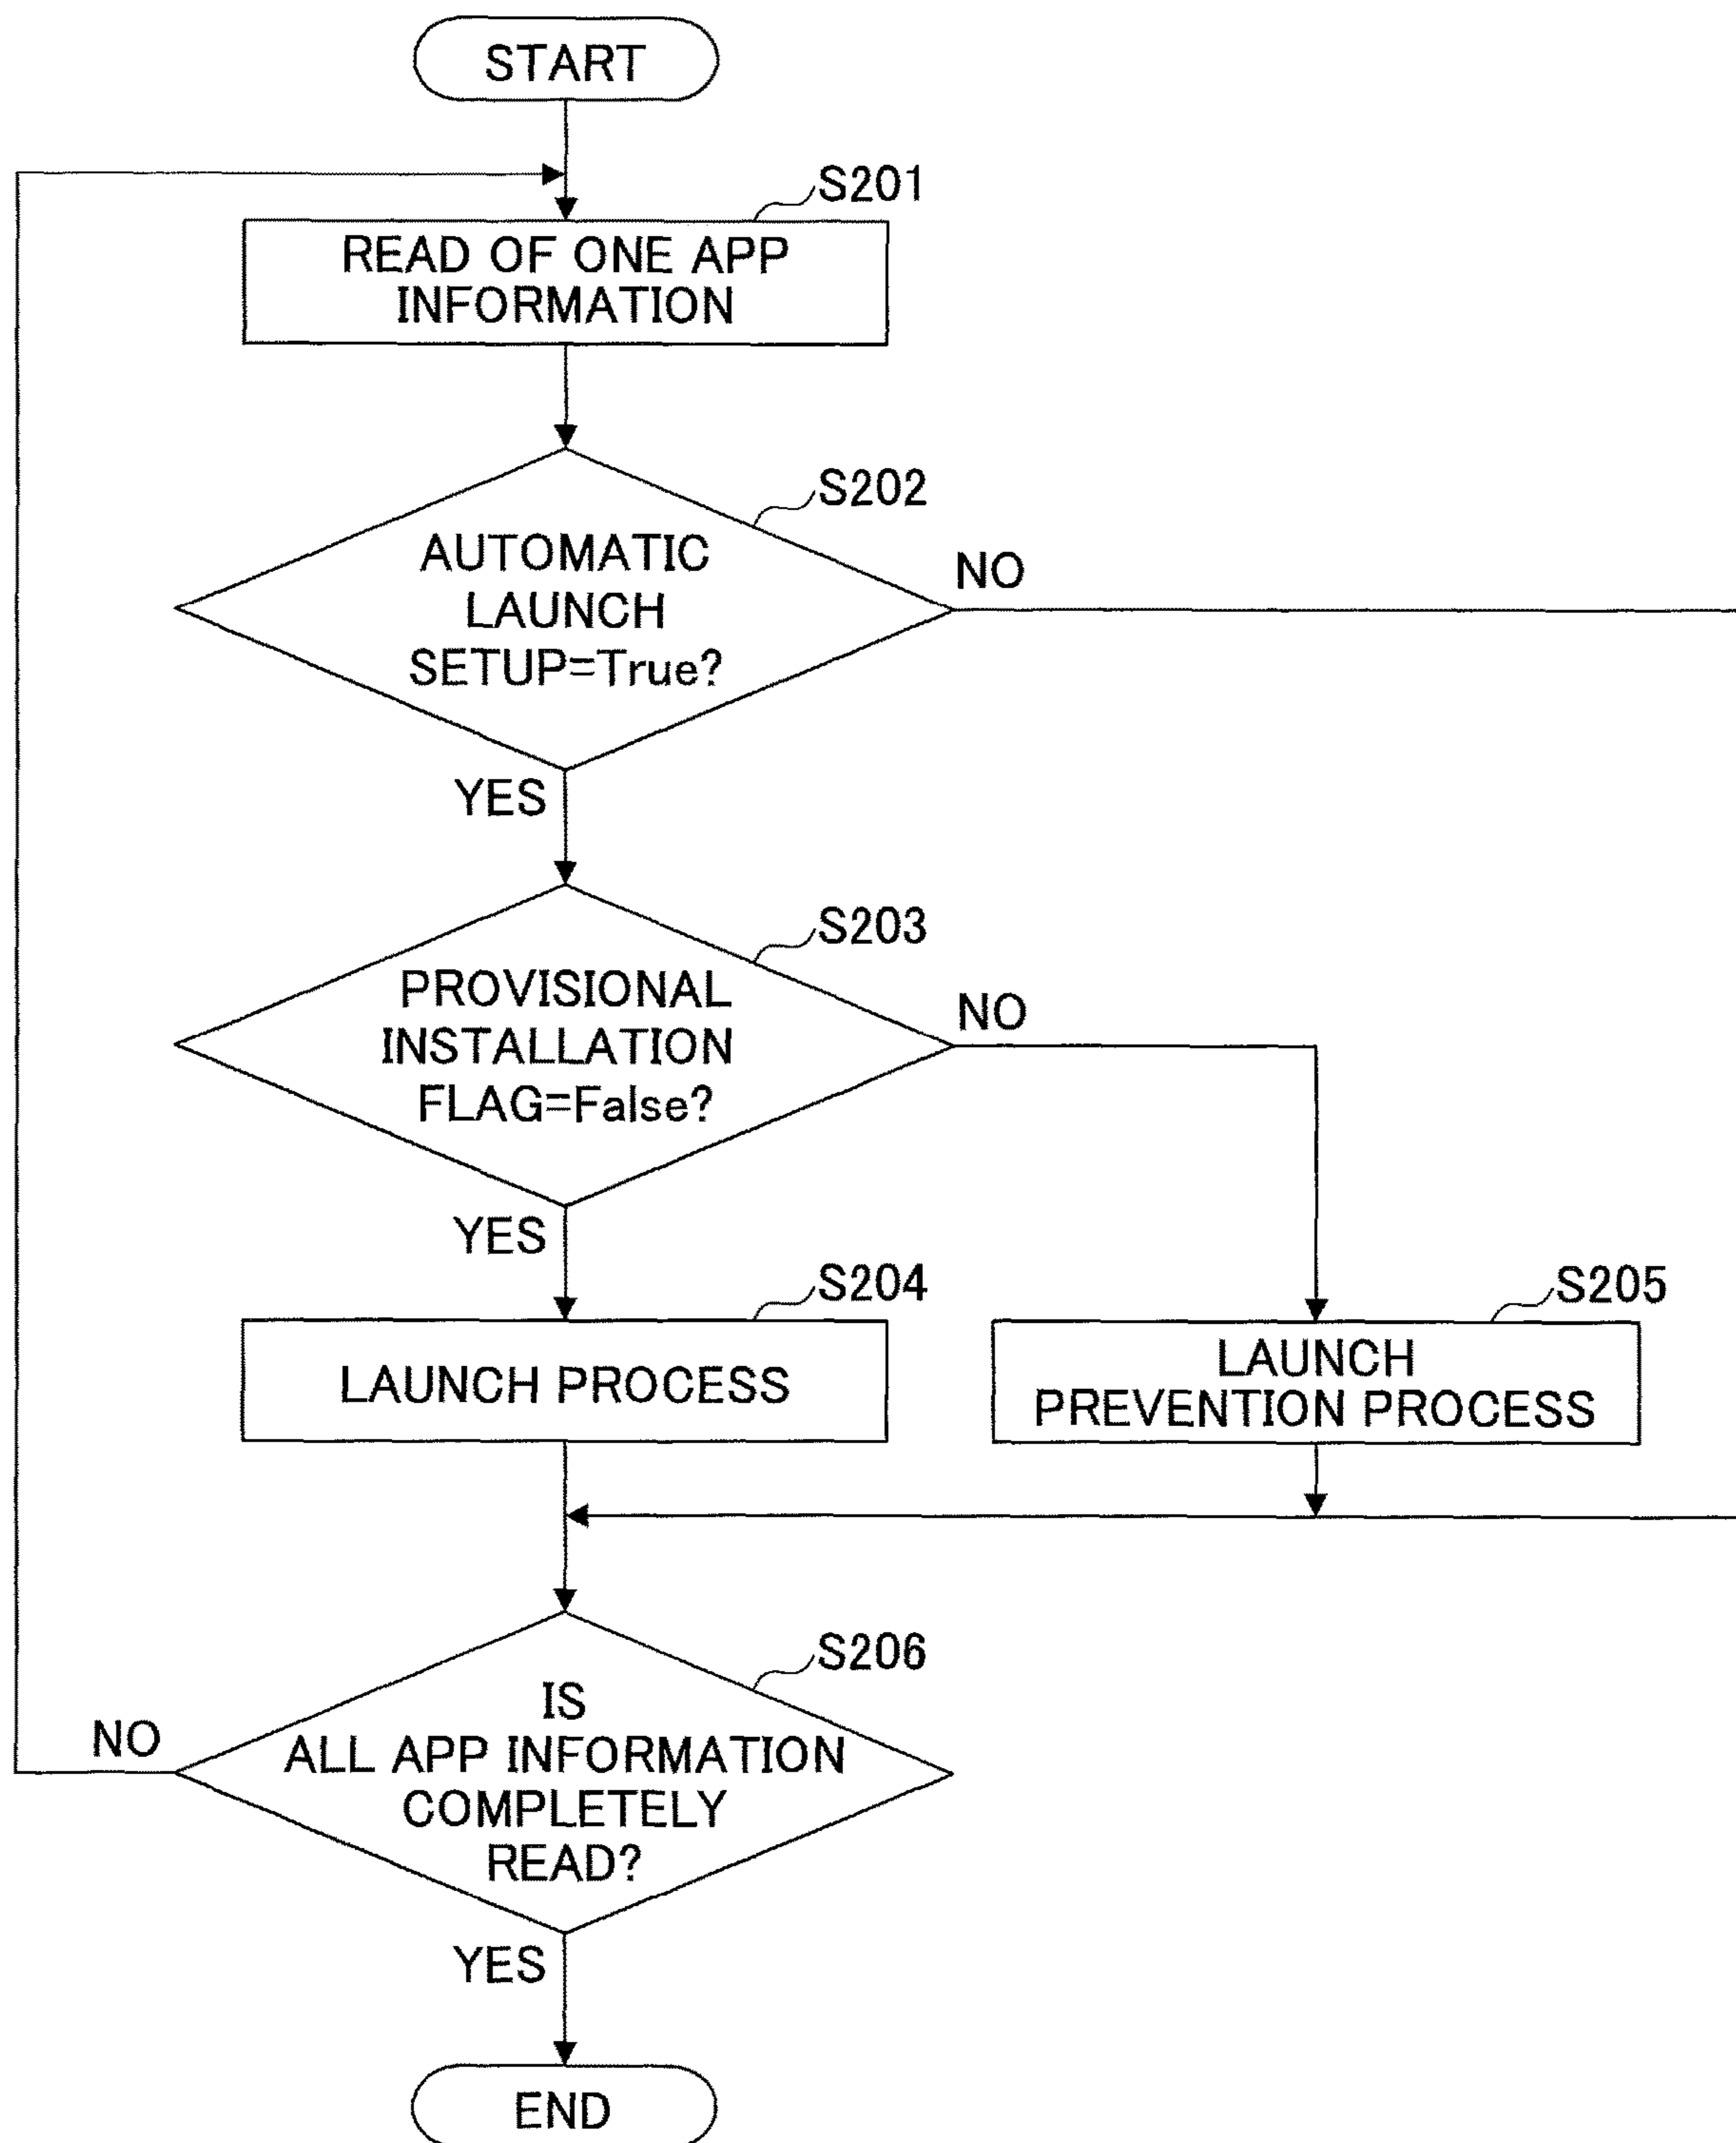 START
S201
READ OF ONE APP
INFORMATION
S202
AUTOMATIC
LAUNCH
SETUP=True?
NO
YES
S203
PROVISIONAL
INSTALLATION
FLAG=False?
NO
YES
S204
LAUNCH PROCESS
S205
LAUNCH
PREVENTION PROCESS
S206
IS
ALL APP INFORMATION
COMPLETELY
READ?
NO
YES
END